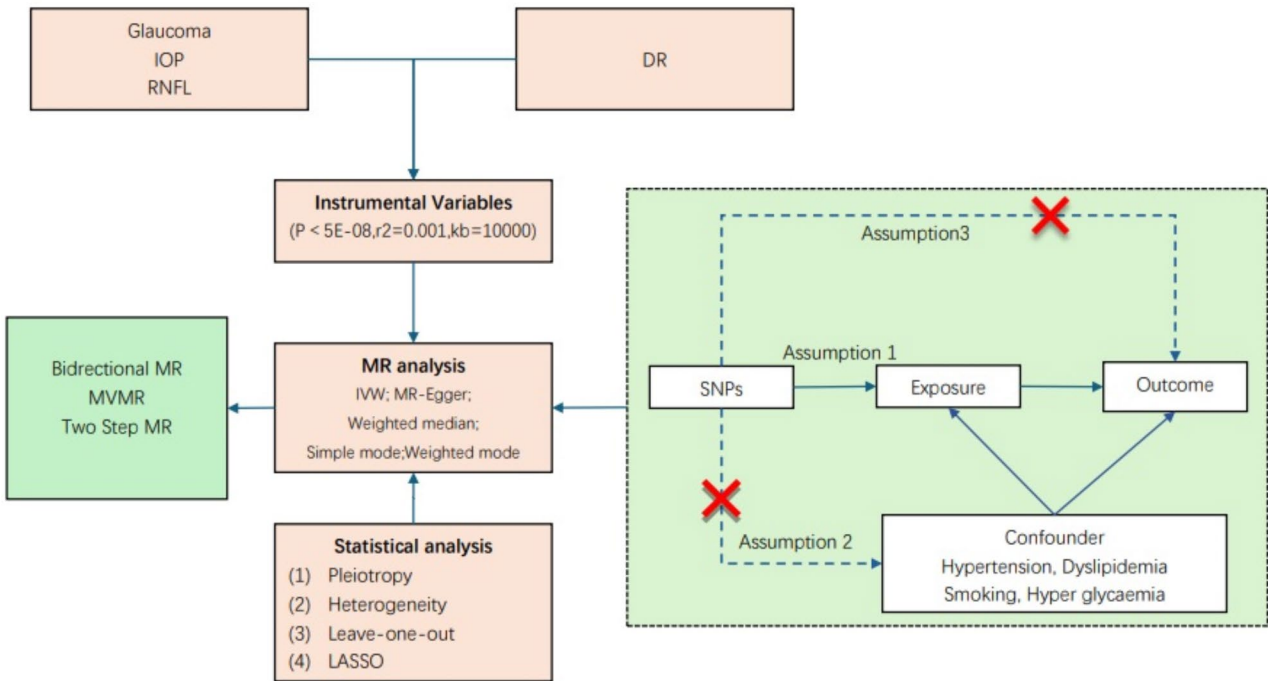 Glaucoma
IOP
RNFL
DR
Instrumental Variables
(P < 5E-08,r2=0.001,kb=10000)
Bidrectional MR
MVMR
Two Step MR
MR analysis
IVW; MR-Egger;
Weighted median;
Simple mode;Weighted mode
Statistical analysis
(1) Pleiotropy
(2) Heterogeneity
(3) Leave-one-out
(4) LASSO
Assumption3
Assumption 1
SNPs
Exposure
Outcome
Assumption 2
Confounder
Hypertension, Dyslipidemia
Smoking, Hyper glycaemia